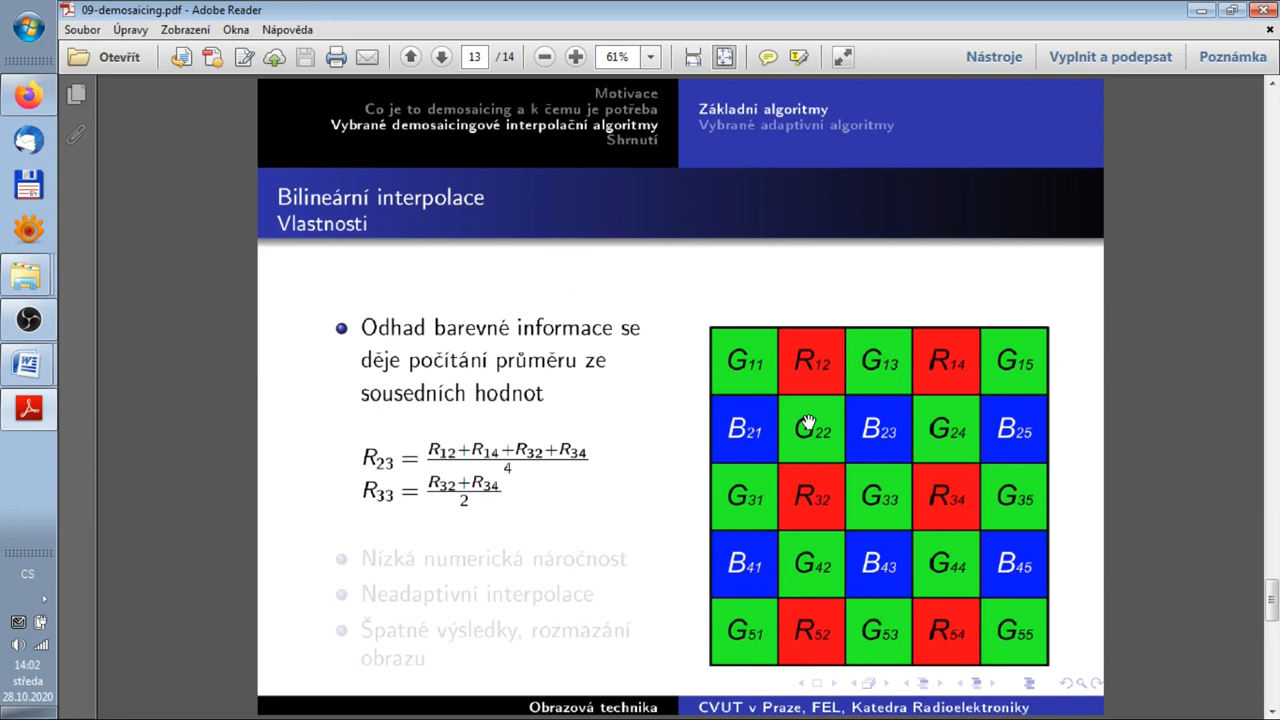 09-demosaicing.pdf - Adobe Reader
Soubor Úpravy Zobrazení Okna Nápověda
Otevřít 13 / 14 61% Nástroje Vyplnit a podepsat Poznámka
Motivace
Co je to demosaicing a k čemu je potřeba
Vybrané demosaicingové interpolační algoritmy
Shrnutí
Základní algoritmy
Vybrané adaptivní algoritmy
Bilineární interpolace
Vlastnosti
Odhad barevné informace se
děje počítání průměru ze
sousedních hodnot
R23 = R12+R14+R32+R34 / 4
R33 = R32+R34 / 2
Nízká numerická náročnost
Neadaptivní interpolace
Špatné výsledky, rozmazání
obrazu
G11 R12 G13 R14 G15
B21 G22 B23 G24 B25
G31 R32 G33 R34 G35
B41 G42 B43 G44 B45
G51 R52 G53 R54 G55
Obrazová technika
CVUT v Praze, FEL, Katedra Radioelektroniky
CS
14:02
středa
28.10.2020